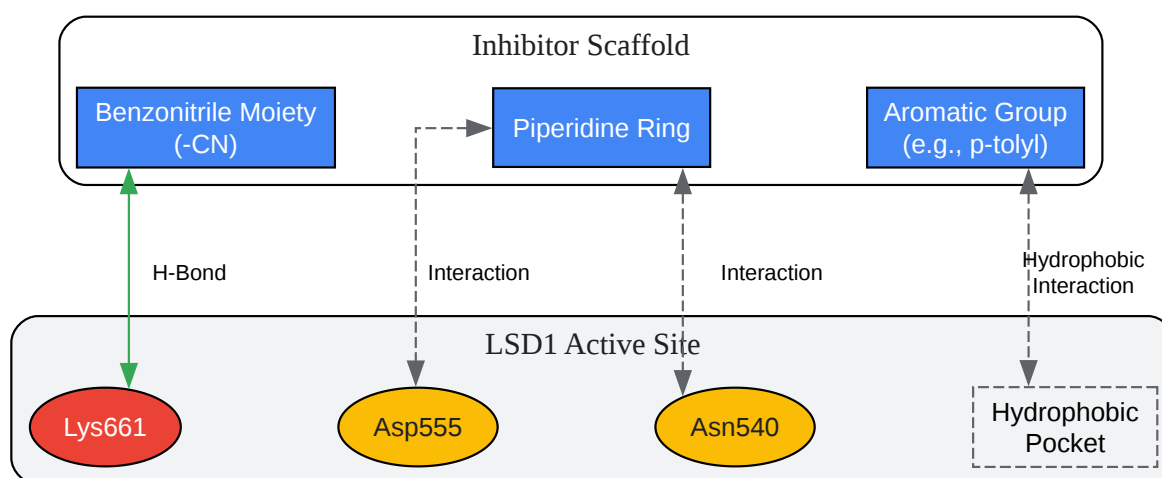 Inhibitor Scaffold
Benzonitrile Moiety
(-CN)
Piperidine Ring
Aromatic Group
(e.g., p-tolyl)
H-Bond
Interaction
Interaction
Hydrophobic
Interaction
LSD1 Active Site
Lys661
Asp555
Asn540
Hydrophobic
Pocket